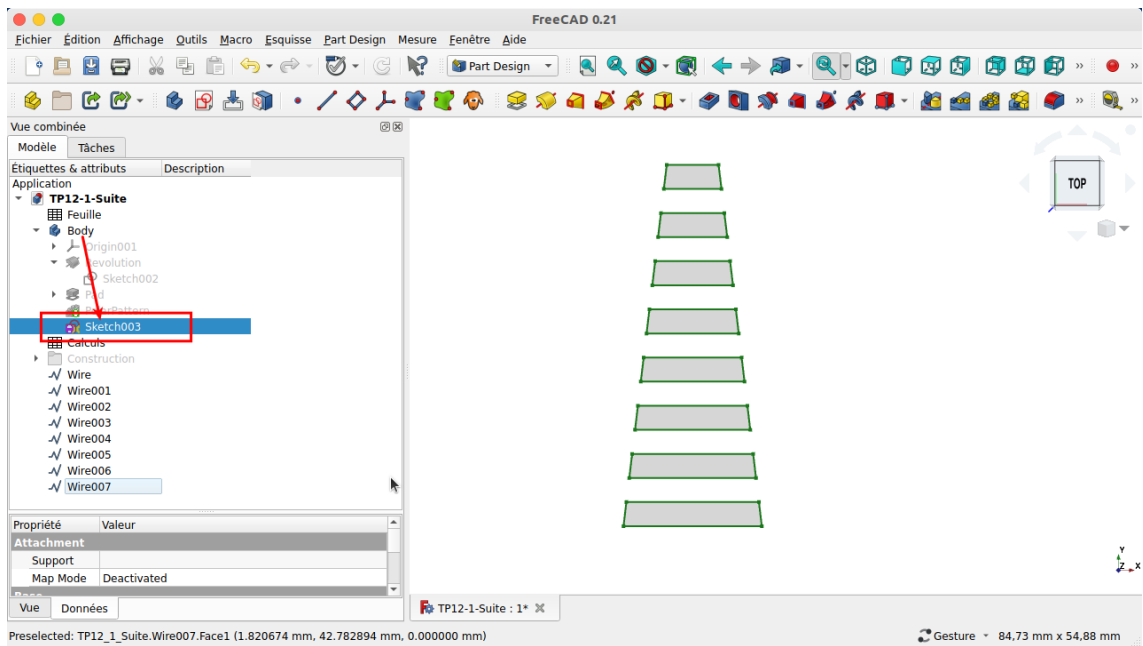 FreeCAD 0.21
Fichier Édition Affichage Outils Macro Esquisse Part Design Mesure Fenêtre Aide
Part Design
Vue combinée
Modèle Tâches
Étiquettes & attributs Description
Application
TP12-1-Suite
Feuille
Body
Origin001
Revolution
Sketch002
Pad
PolarPattern
Sketch003
Calculs
Construction
Wire
Wire001
Wire002
Wire003
Wire004
Wire005
Wire006
Wire007
Propriété Valeur
Attachment
Support
Map Mode Deactivated
Base
Vue Données
TOP
Y
Z X
TP12-1-Suite : 1*
Preselected: TP12_1_Suite.Wire007.Face1 (1.820674 mm, 42.782894 mm, 0.000000 mm)
Gesture 84,73 mm x 54,88 mm